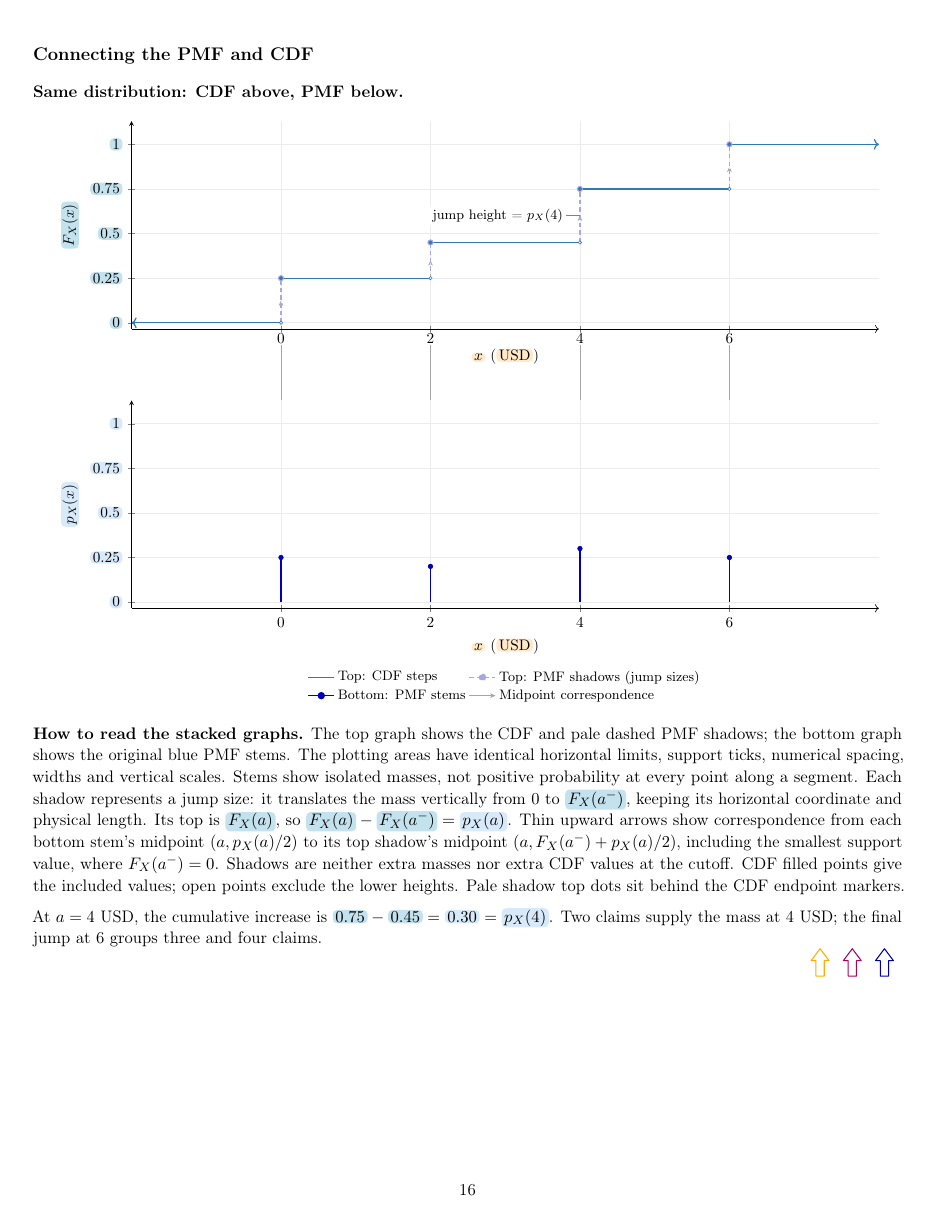 Connecting the PMF and CDF
Same distribution: CDF above, PMF below.
1
0.75
0.5
0.25
0
F_X(x)
jump height = p_X(4)
0 2 4 6
x (USD)
1
0.75
0.5
0.25
0
p_X(x)
0 2 4 6
x (USD)
Top: CDF steps Top: PMF shadows (jump sizes)
Bottom: PMF stems Midpoint correspondence
How to read the stacked graphs. The top graph shows the CDF and pale dashed PMF shadows; the bottom graph
shows the original blue PMF stems. The plotting areas have identical horizontal limits, support ticks, numerical spacing,
widths and vertical scales. Stems show isolated masses, not positive probability at every point along a segment. Each
shadow represents a jump size: it translates the mass vertically from 0 to F_X(a⁻), keeping its horizontal coordinate and
physical length. Its top is F_X(a), so F_X(a) − F_X(a⁻) = p_X(a). Thin upward arrows show correspondence from each
bottom stem's midpoint (a, p_X(a)/2) to its top shadow's midpoint (a, F_X(a⁻) + p_X(a)/2), including the smallest support
value, where F_X(a⁻) = 0. Shadows are neither extra masses nor extra CDF values at the cutoff. CDF filled points give
the included values; open points exclude the lower heights. Pale shadow top dots sit behind the CDF endpoint markers.
At a = 4 USD, the cumulative increase is 0.75 − 0.45 = 0.30 = p_X(4). Two claims supply the mass at 4 USD; the final
jump at 6 groups three and four claims.
16